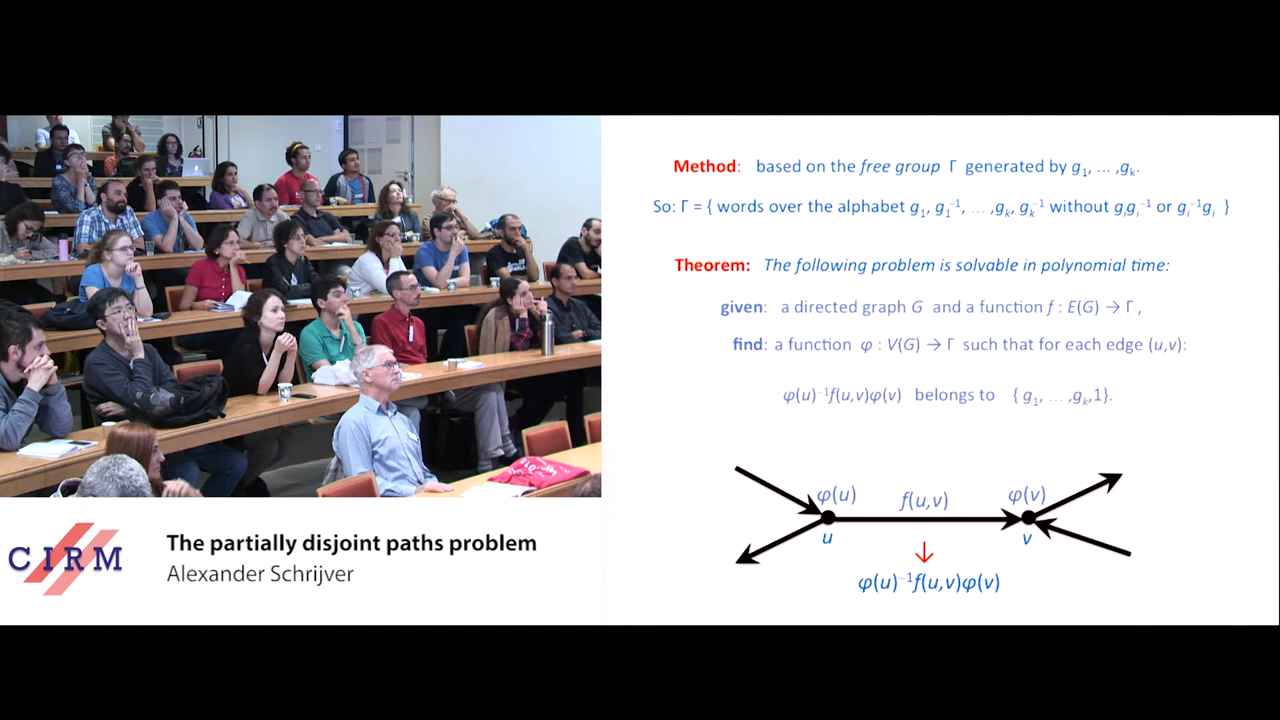 Method: based on the free group Γ generated by g₁, … ,gₖ.
So: Γ = { words over the alphabet g₁, g₁⁻¹, … ,gₖ, gₖ⁻¹ without gᵢgᵢ⁻¹ or gᵢ⁻¹gᵢ }
Theorem: The following problem is solvable in polynomial time:
given: a directed graph G and a function f : E(G) → Γ ,
find: a function φ : V(G) → Γ such that for each edge (u,v):
φ(u)⁻¹f(u,v)φ(v) belongs to { g₁, … ,gₖ,1}.
φ(u) f(u,v) φ(v)
u v
φ(u)⁻¹f(u,v)φ(v)
CIRM
The partially disjoint paths problem
Alexander Schrijver